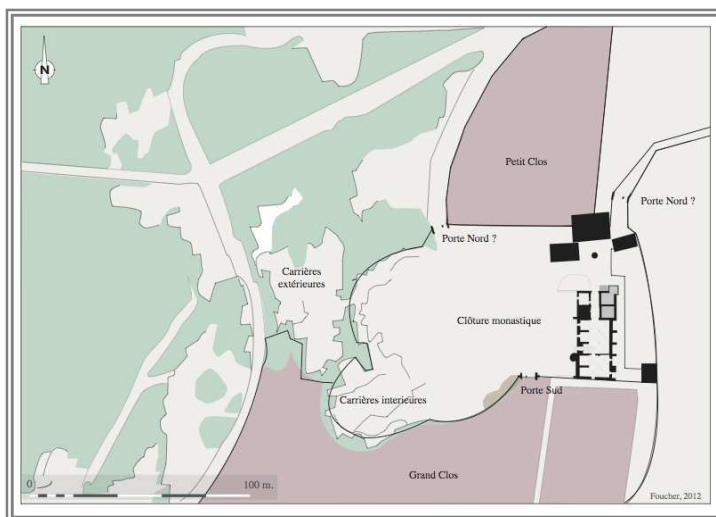 N
Petit Clos
Porte Nord ?
Porte Nord ?
Carrières
extérieures
Clôture monastique
Porte Sud
Carrières interieures
Grand Clos
0
100 m.
Foucher, 2012